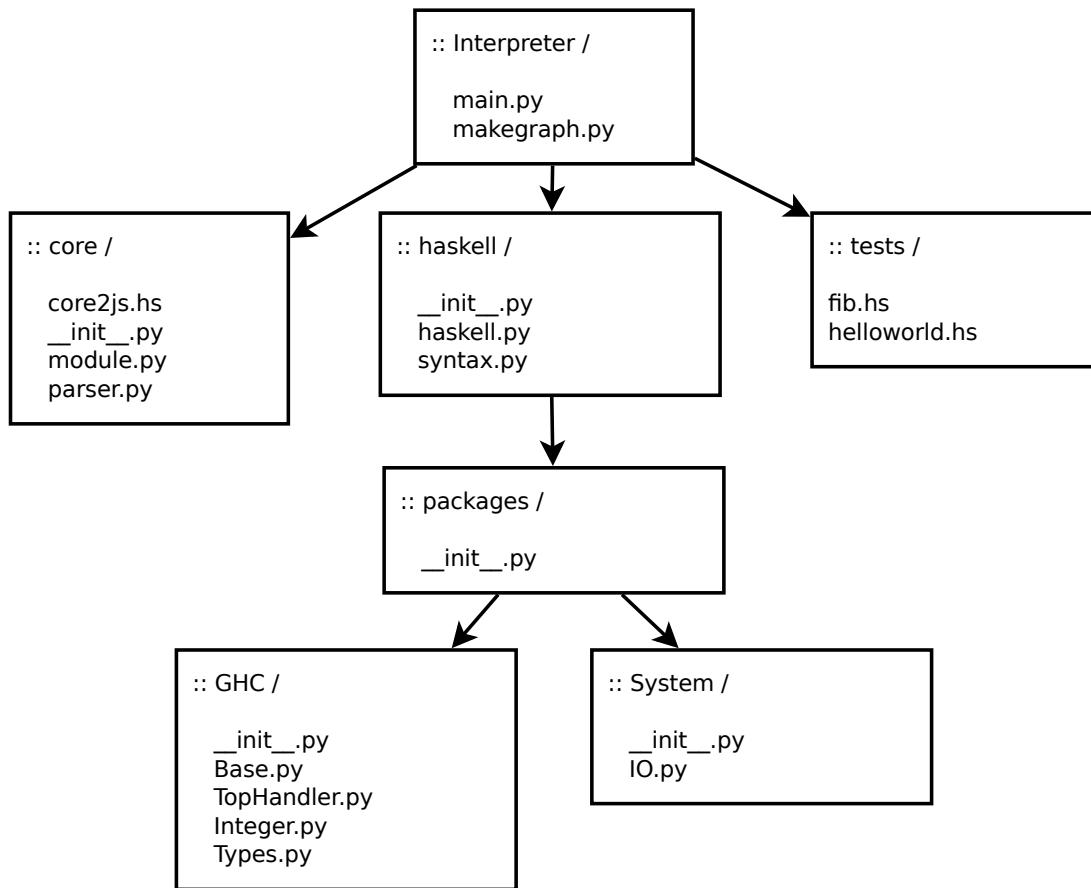 :: Interpreter /
main.py
makegraph.py
:: core /
core2js.hs
__init__.py
module.py
parser.py
:: haskell /
__init__.py
haskell.py
syntax.py
:: tests /
fib.hs
helloworld.hs
:: packages /
__init__.py
:: GHC /
__init__.py
Base.py
TopHandler.py
Integer.py
Types.py
:: System /
__init__.py
IO.py